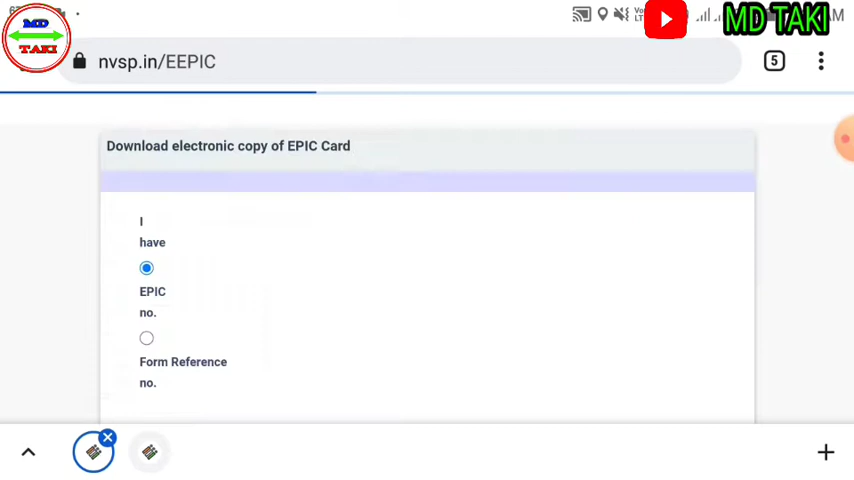 MD
TAKI
MD TAKI
nvsp.in/EEPIC
5
Download electronic copy of EPIC Card
I
have
EPIC
no.
Form Reference
no.